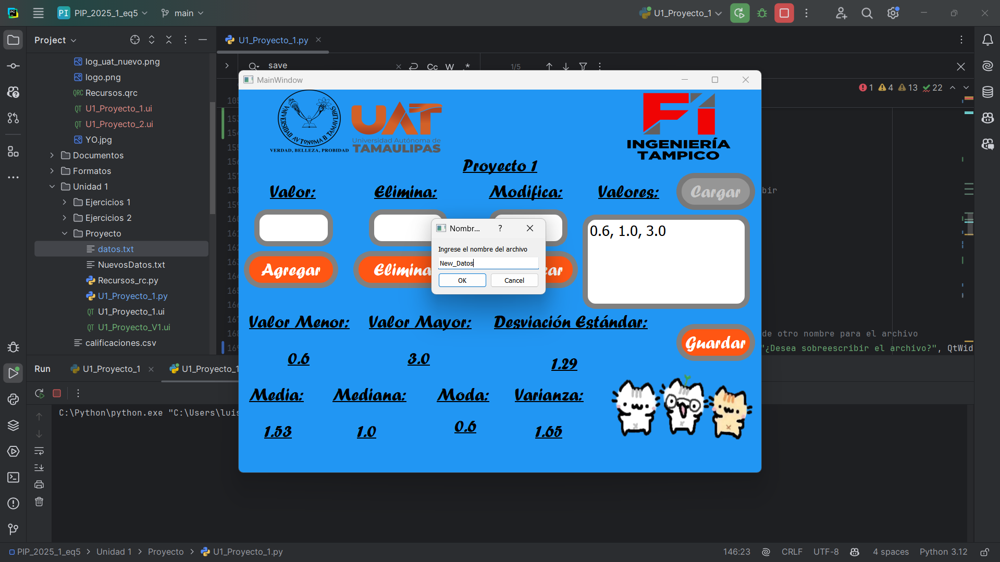 PI PIP_2025_1_eq5 main U1_Proyecto_1
Project U1_Proyecto_1.py
save Cc W .* 1/5
log_uat_nuevo.png
logo.png
QRC Recursos.qrc
QT U1_Proyecto_1.ui
QT U1_Proyecto_2.ui
YO.jpg
Documentos
Formatos
Unidad 1
Ejercicios 1
Ejercicios 2
Proyecto
datos.txt
NuevosDatos.txt
Recursos_rc.py
U1_Proyecto_1.py
QT U1_Proyecto_1.ui
QT U1_Proyecto_V1.ui
calificaciones.csv
1 4 13 22
bir
de otro nombre para el archivo
"¿Desea sobreescribir el archivo?", QtWid
MainWindow
UNIVERSIDAD AUTONOMA DE TAMAULIPAS
VERDAD, BELLEZA, PROBIDAD
UAT
Universidad Autónoma de
TAMAULIPAS
FI
INGENIERÍA
TAMPICO
Proyecto 1
Valor: Elimina: Modifica: Valores: Cargar
0.6, 1.0, 3.0
Agregar Elimina car
Nombr... ?
Ingrese el nombre del archivo
New_Datos
OK Cancel
Valor Menor: Valor Mayor: Desviación Estándar:
Guardar
0.6 3.0 1.29
Media: Mediana: Moda: Varianza:
1.53 1.0 0.6 1.65
Run U1_Proyecto_1 U1_Proyecto_1
C:\Python\python.exe "C:\Users\luis
PIP_2025_1_eq5 > Unidad 1 > Proyecto > U1_Proyecto_1.py
146:23 CRLF UTF-8 4 spaces Python 3.12